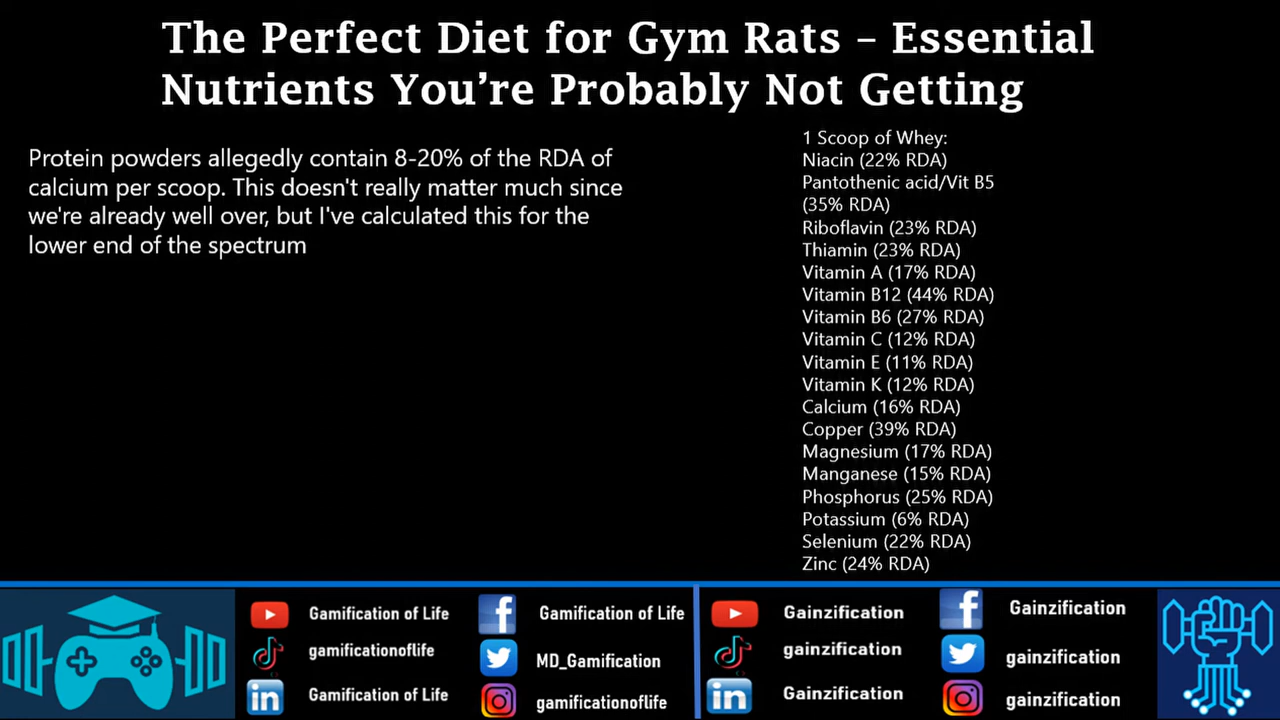 The Perfect Diet for Gym Rats – Essential
Nutrients You’re Probably Not Getting
Protein powders allegedly contain 8-20% of the RDA of
calcium per scoop. This doesn't really matter much since
we're already well over, but I've calculated this for the
lower end of the spectrum
1 Scoop of Whey:
Niacin (22% RDA)
Pantothenic acid/Vit B5
(35% RDA)
Riboflavin (23% RDA)
Thiamin (23% RDA)
Vitamin A (17% RDA)
Vitamin B12 (44% RDA)
Vitamin B6 (27% RDA)
Vitamin C (12% RDA)
Vitamin E (11% RDA)
Vitamin K (12% RDA)
Calcium (16% RDA)
Copper (39% RDA)
Magnesium (17% RDA)
Manganese (15% RDA)
Phosphorus (25% RDA)
Potassium (6% RDA)
Selenium (22% RDA)
Zinc (24% RDA)
Gamification of Life
gamificationoflife
in
Gamification of Life
f
Gamification of Life
MD_Gamification
gamificationoflife
Gainzification
gainzification
in
Gainzification
f
Gainzification
gainzification
gainzification